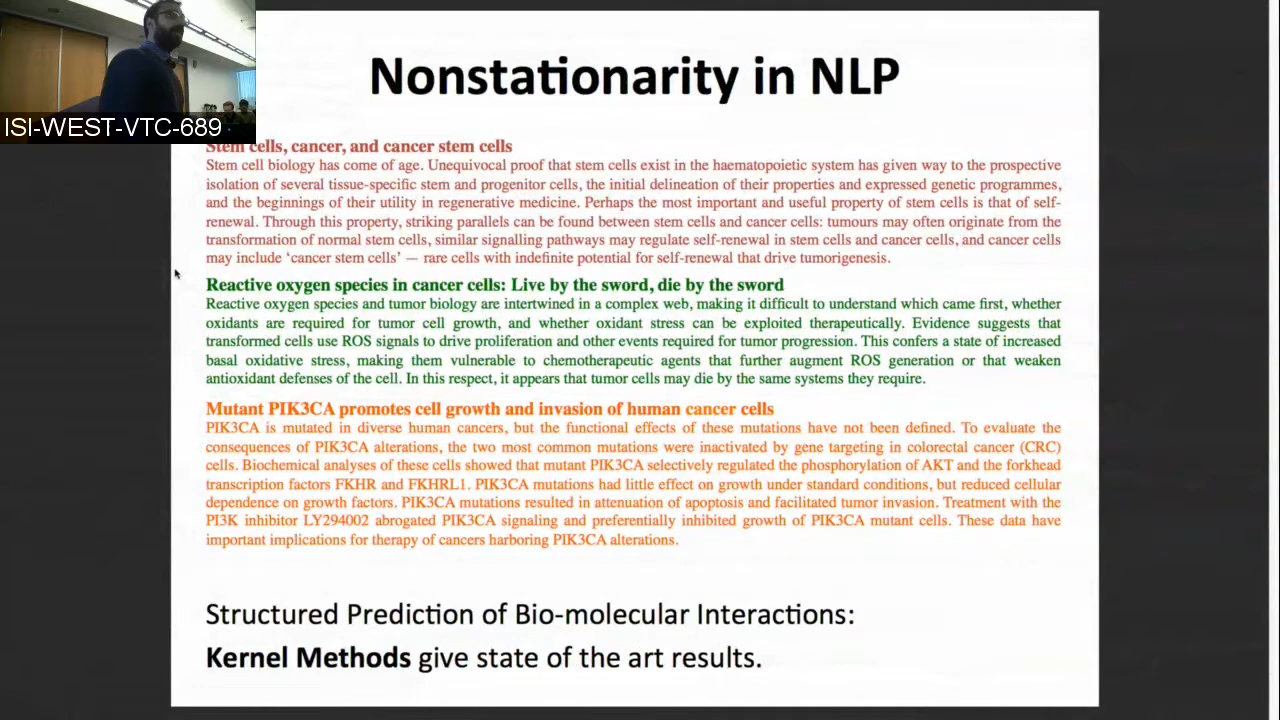 Nonstationarity in NLP
ISI-WEST-VTC-689
Stem cells, cancer, and cancer stem cells
Stem cell biology has come of age. Unequivocal proof that stem cells exist in the haematopoietic system has given way to the prospective
isolation of several tissue-specific stem and progenitor cells, the initial delineation of their properties and expressed genetic programmes,
and the beginnings of their utility in regenerative medicine. Perhaps the most important and useful property of stem cells is that of self-
renewal. Through this property, striking parallels can be found between stem cells and cancer cells: tumours may often originate from the
transformation of normal stem cells, similar signalling pathways may regulate self-renewal in stem cells and cancer cells, and cancer cells
may include ‘cancer stem cells’ — rare cells with indefinite potential for self-renewal that drive tumorigenesis.
Reactive oxygen species in cancer cells: Live by the sword, die by the sword
Reactive oxygen species and tumor biology are intertwined in a complex web, making it difficult to understand which came first, whether
oxidants are required for tumor cell growth, and whether oxidant stress can be exploited therapeutically. Evidence suggests that
transformed cells use ROS signals to drive proliferation and other events required for tumor progression. This confers a state of increased
basal oxidative stress, making them vulnerable to chemotherapeutic agents that further augment ROS generation or that weaken
antioxidant defenses of the cell. In this respect, it appears that tumor cells may die by the same systems they require.
Mutant PIK3CA promotes cell growth and invasion of human cancer cells
PIK3CA is mutated in diverse human cancers, but the functional effects of these mutations have not been defined. To evaluate the
consequences of PIK3CA alterations, the two most common mutations were inactivated by gene targeting in colorectal cancer (CRC)
cells. Biochemical analyses of these cells showed that mutant PIK3CA selectively regulated the phosphorylation of AKT and the forkhead
transcription factors FKHR and FKHRL1. PIK3CA mutations had little effect on growth under standard conditions, but reduced cellular
dependence on growth factors. PIK3CA mutations resulted in attenuation of apoptosis and facilitated tumor invasion. Treatment with the
PI3K inhibitor LY294002 abrogated PIK3CA signaling and preferentially inhibited growth of PIK3CA mutant cells. These data have
important implications for therapy of cancers harboring PIK3CA alterations.
Structured Prediction of Bio-molecular Interactions:
Kernel Methods give state of the art results.